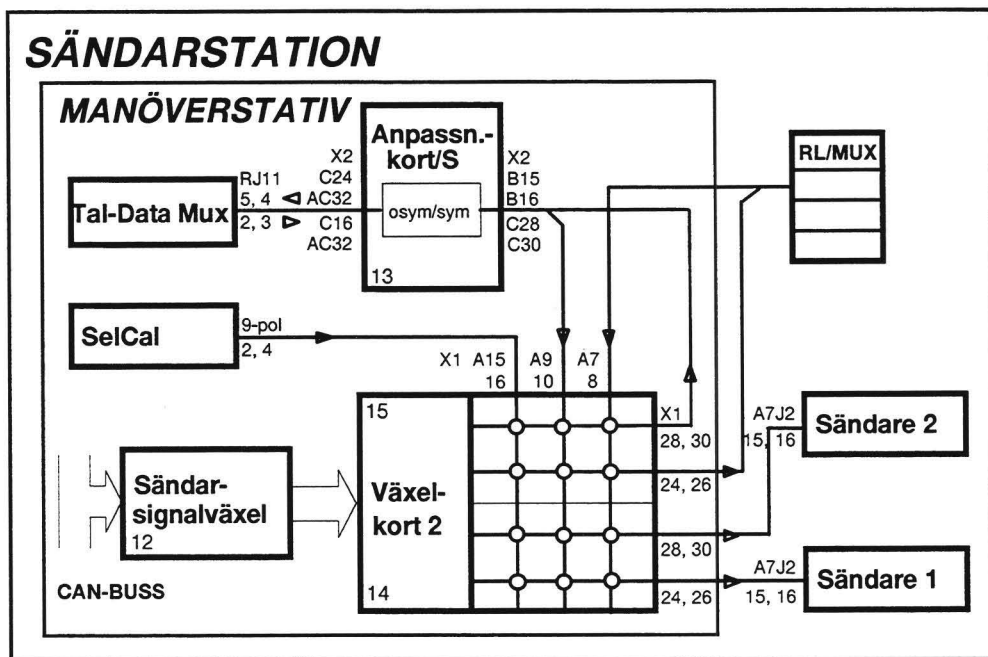 SÄNDARSTATION
MANÖVERSTATIV
Anpassn.-
kort/S
osym/sym
13
X2
C24
AC32
C16
AC32
X2
B15
B16
C28
C30
RJ11
5, 4
2, 3
Tal-Data Mux
RL/MUX
SelCal
9-pol
2, 4
X1 A15 A9 A7
16 10 8
15
Växel-
kort 2
14
X1
28, 30
24, 26
28, 30
24, 26
A7J2
15, 16
Sändare 2
A7J2
15, 16
Sändare 1
Sändar-
signalväxel
12
CAN-BUSS